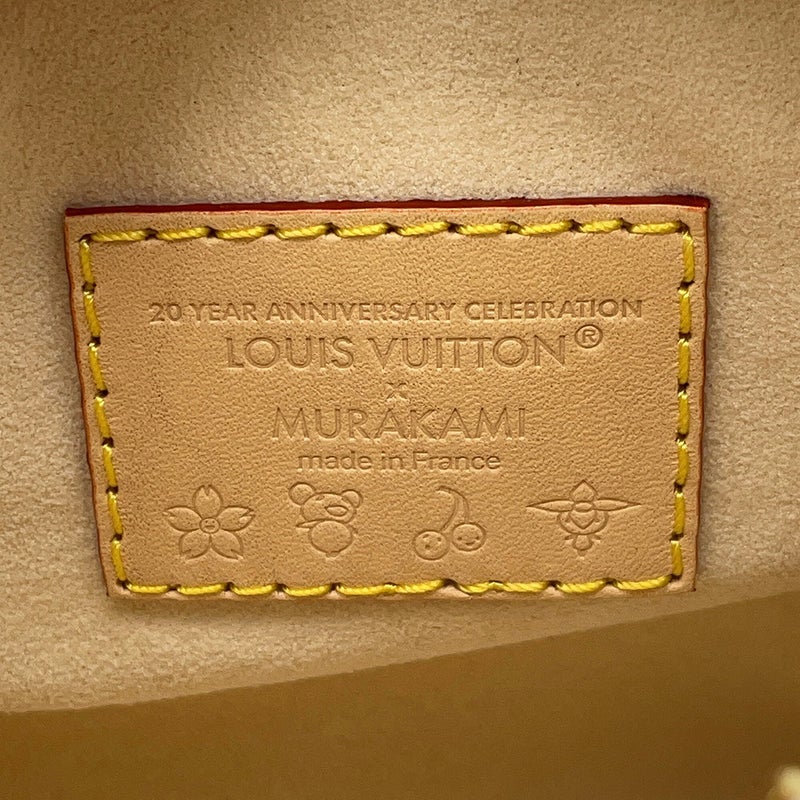 20 YEAR ANNIVERSARY CELEBRATION
LOUIS VUITTON®
×
MURAKAMI
made in France